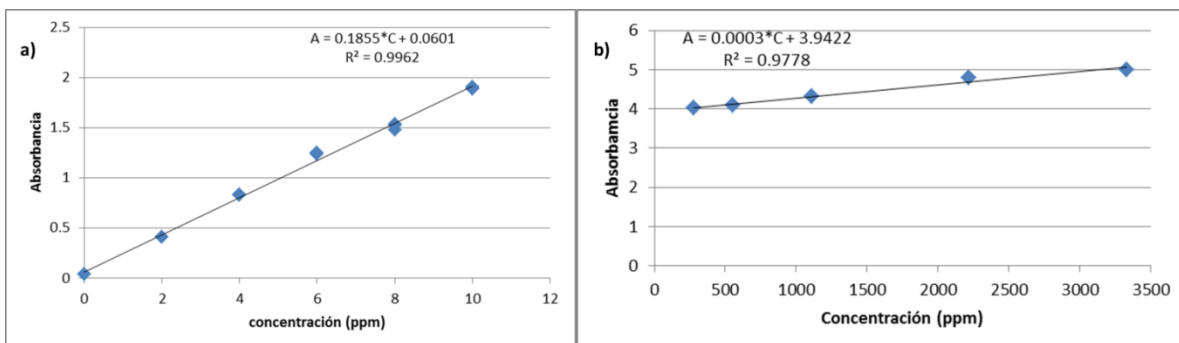 a)
A = 0.1855*C + 0.0601
R² = 0.9962
2.5
2
1.5
1
0.5
0
Absorbancia
0 2 4 6 8 10 12
concentración (ppm)
b)
A = 0.0003*C + 3.9422
R² = 0.9778
6
5
4
3
2
1
0
Absorbamcia
0 500 1000 1500 2000 2500 3000 3500
Concentración (ppm)